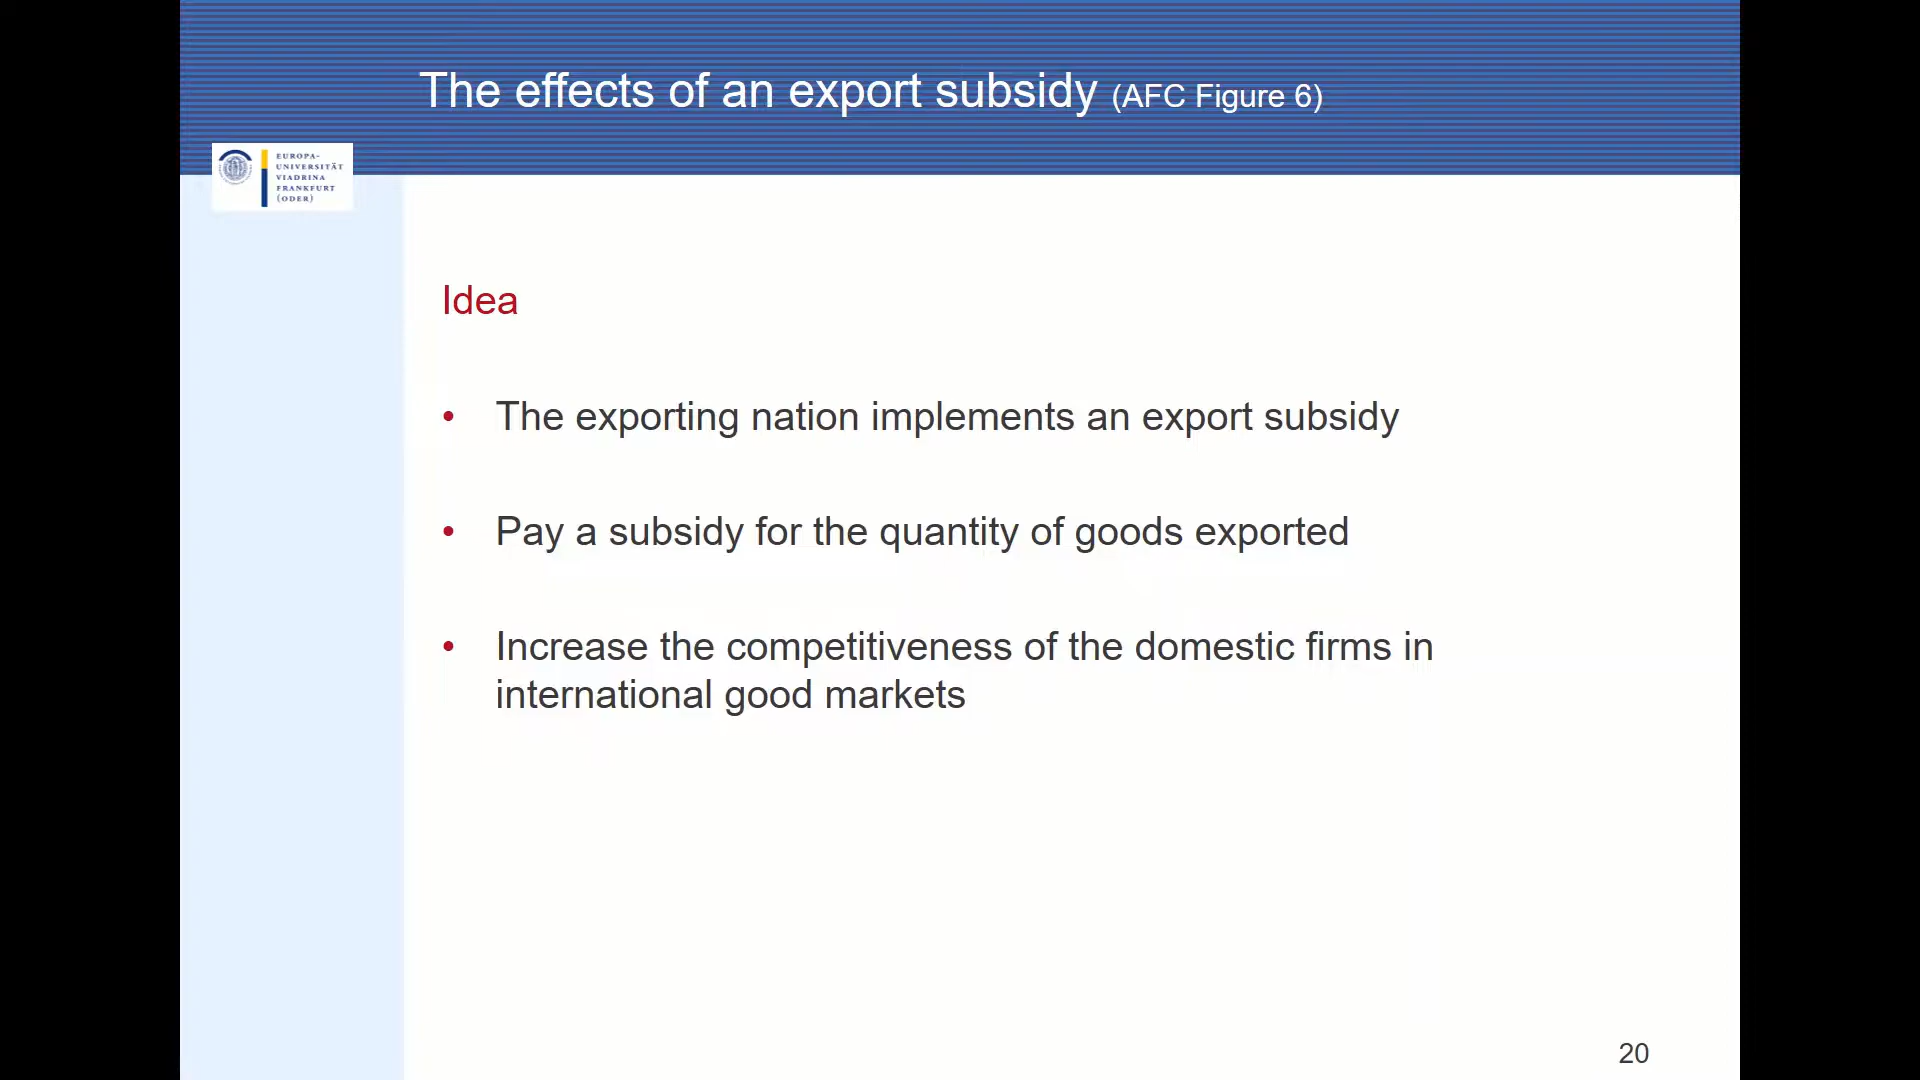 The effects of an export subsidy (AFC Figure 6)
EUROPA-
UNIVERSITÄT
VIADRINA
FRANKFURT
(ODER)
Idea
• The exporting nation implements an export subsidy
• Pay a subsidy for the quantity of goods exported
• Increase the competitiveness of the domestic firms in
international good markets
20